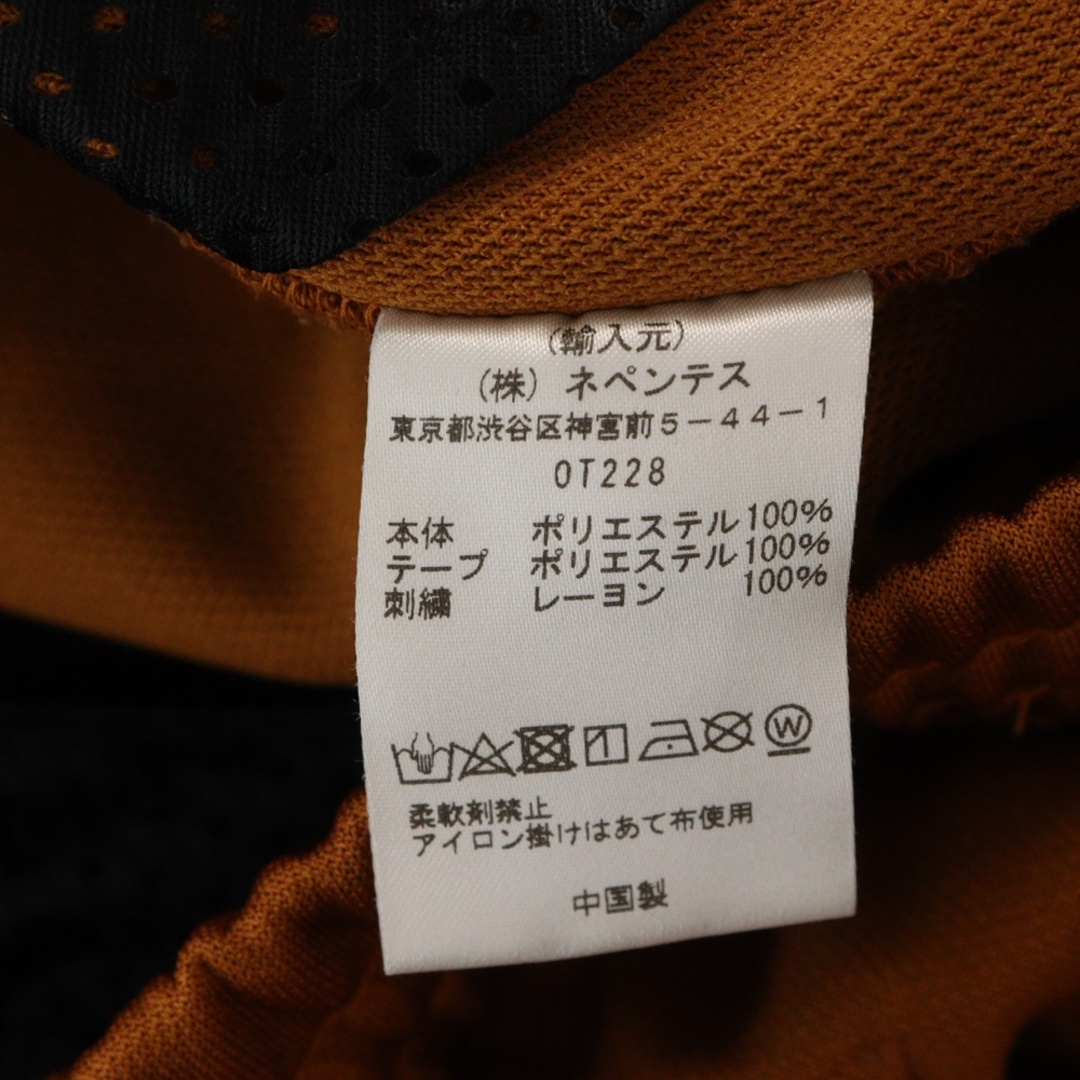 (輸入元)
(株) ネペンテス
東京都渋谷区神宮前5-44-1
0T228
本体 ポリエステル100%
テープ ポリエステル100%
刺繍 レーヨン 100%
W
柔軟剤禁止
アイロン掛けはあて布使用
中国製